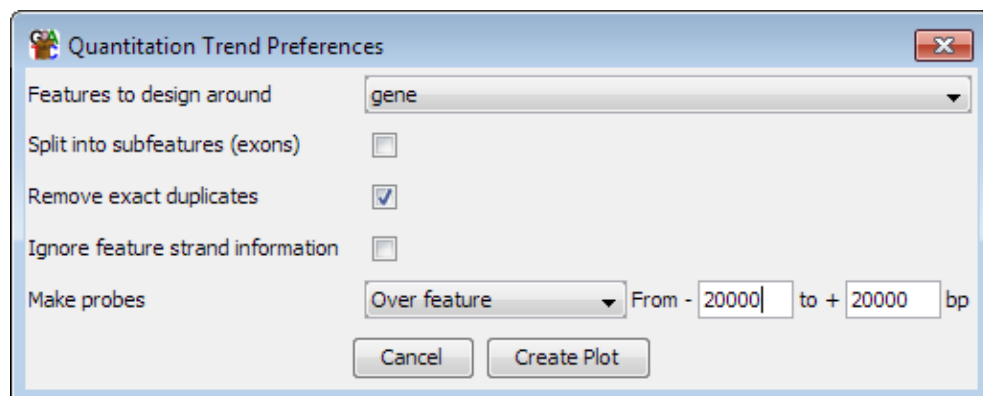 Quantitation Trend Preferences
Features to design around gene
Split into subfeatures (exons)
Remove exact duplicates
Ignore feature strand information
Make probes Over feature From - 20000 to + 20000 bp
Cancel Create Plot